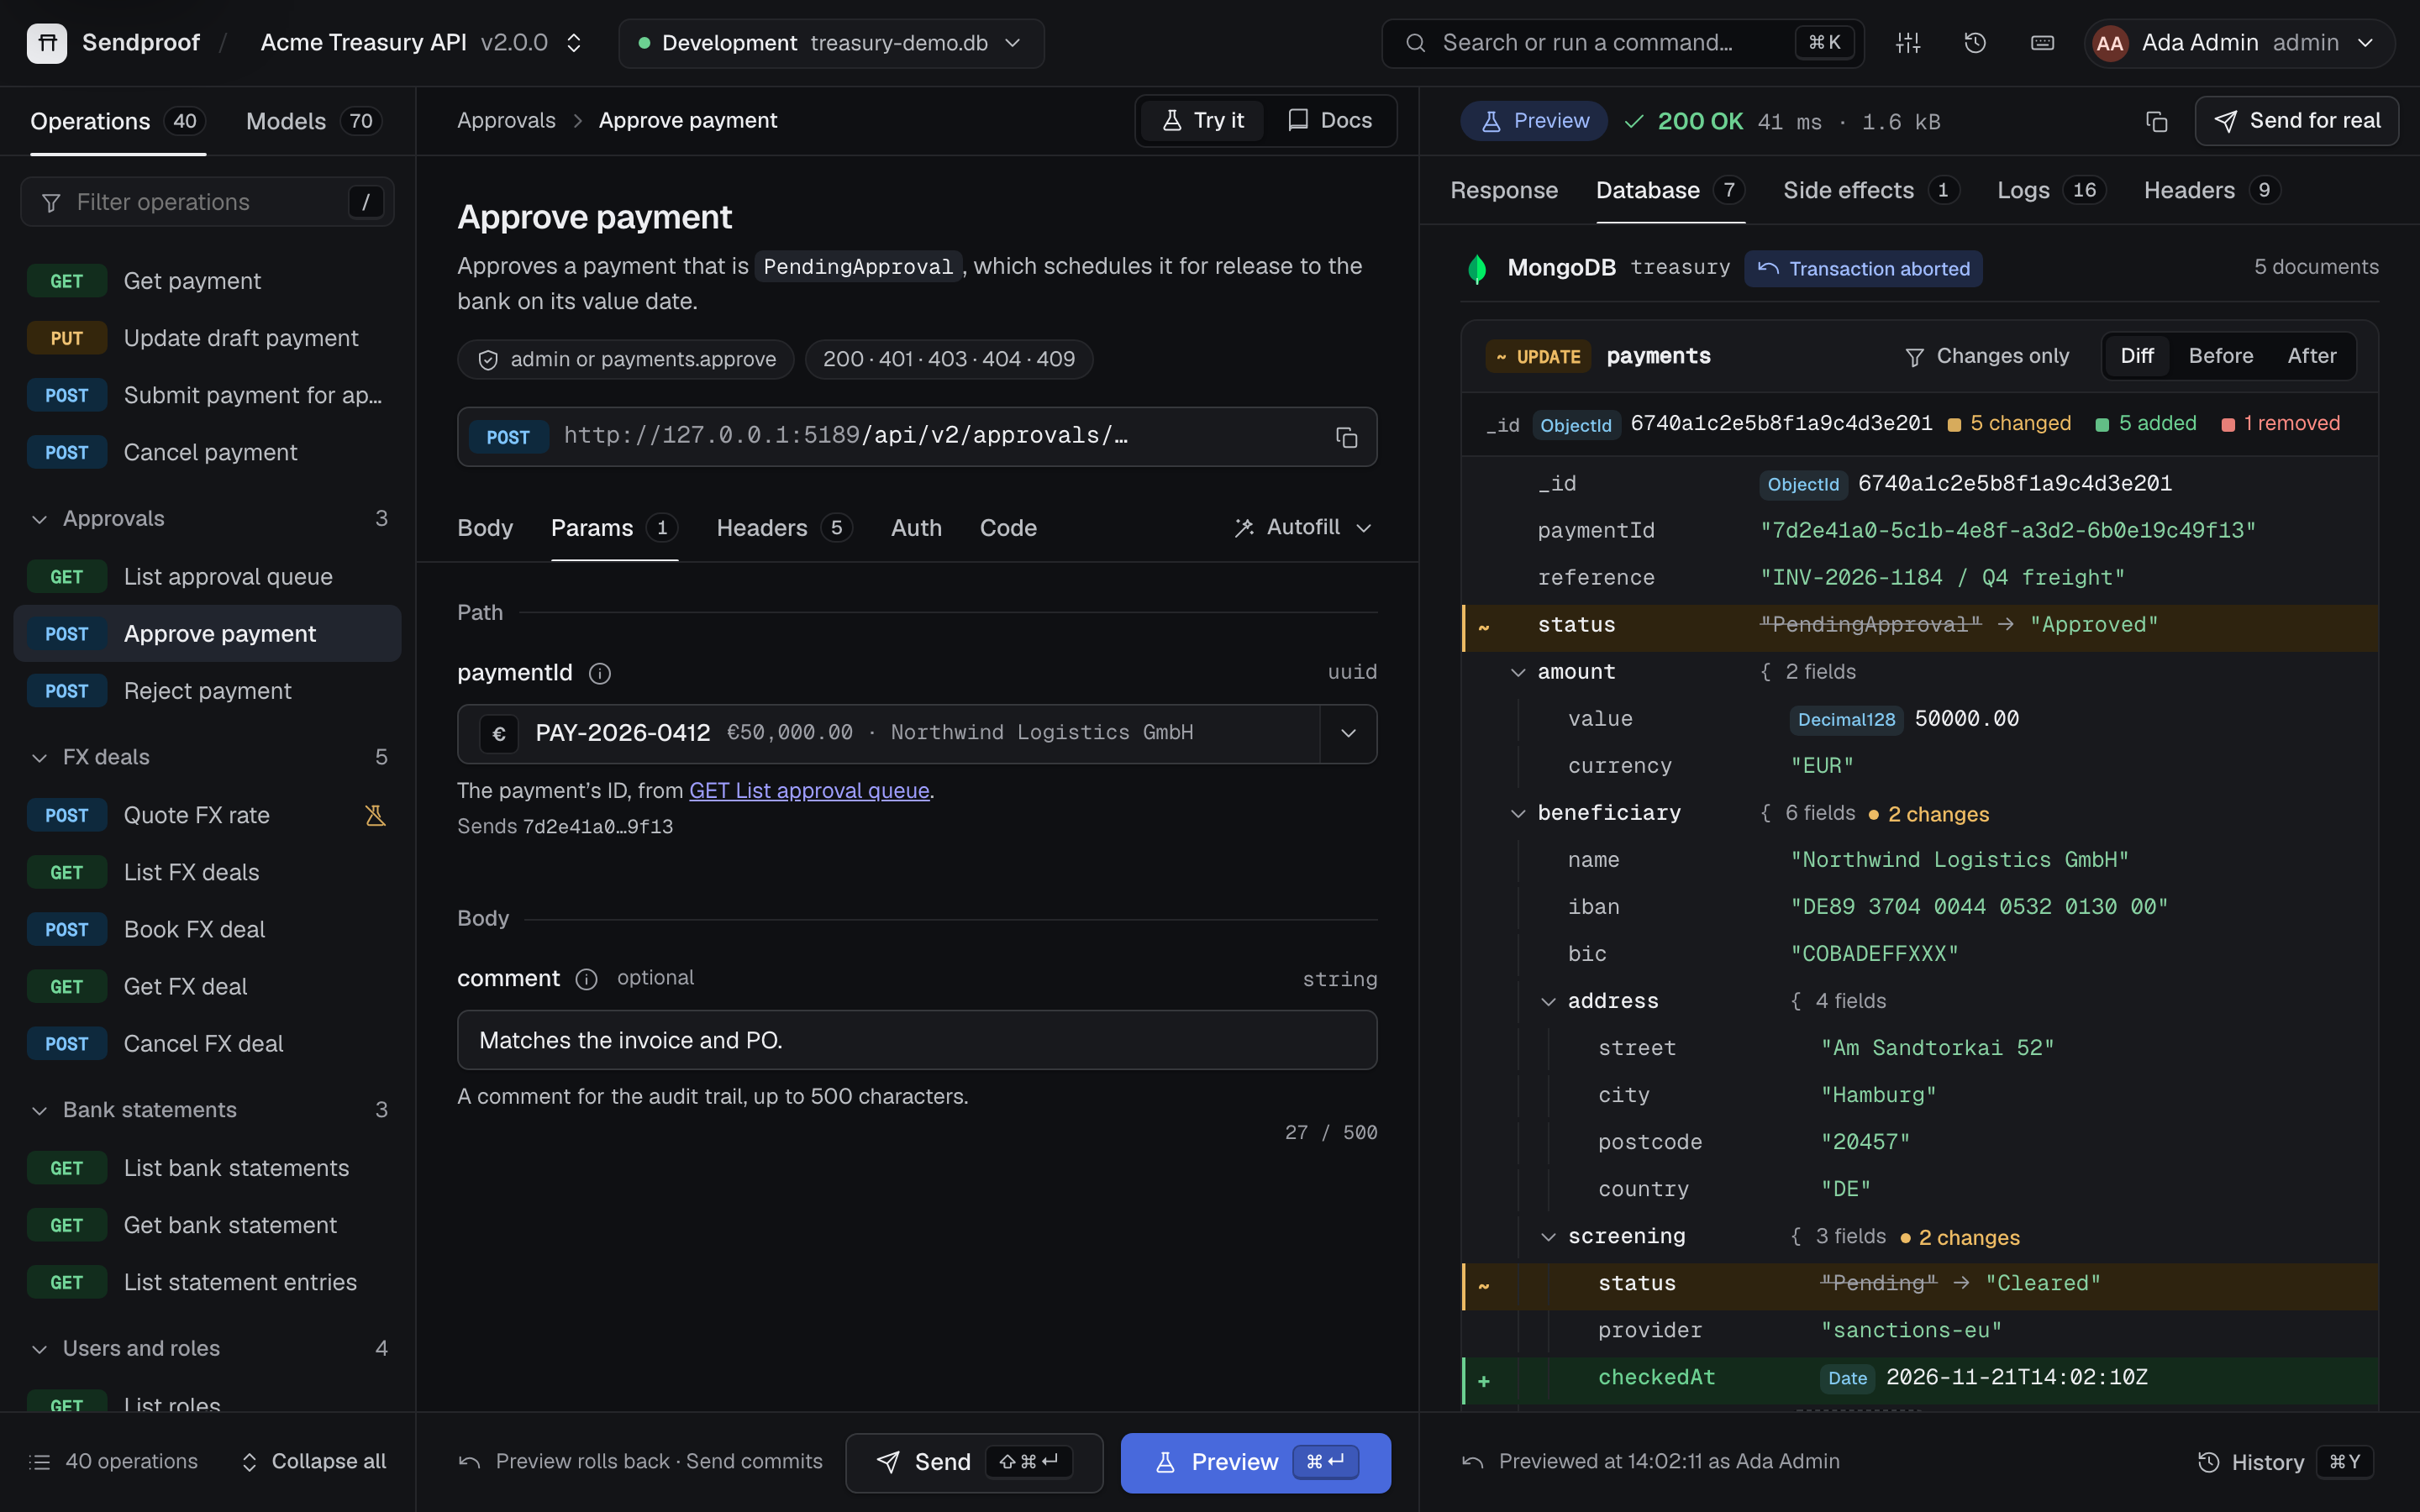 Sendproof / Acme Treasury API v2.0.0
Development treasury-demo.db
Search or run a command... ⌘K
AA Ada Admin admin
Operations 40 Models 70
Filter operations /
GET Get payment
PUT Update draft payment
POST Submit payment for ap...
POST Cancel payment
Approvals 3
GET List approval queue
POST Approve payment
POST Reject payment
FX deals 5
POST Quote FX rate
GET List FX deals
POST Book FX deal
GET Get FX deal
POST Cancel FX deal
Bank statements 3
GET List bank statements
GET Get bank statement
GET List statement entries
Users and roles 4
GET List roles
40 operations Collapse all
Approvals > Approve payment
Try it Docs
Approve payment
Approves a payment that is PendingApproval, which schedules it for release to the
bank on its value date.
admin or payments.approve 200 · 401 · 403 · 404 · 409
POST http://127.0.0.1:5189/api/v2/approvals/…
Body Params 1 Headers 5 Auth Code Autofill
Path
paymentId uuid
€ PAY-2026-0412 €50,000.00 · Northwind Logistics GmbH
The payment’s ID, from GET List approval queue.
Sends 7d2e41a0…9f13
Body
comment optional string
Matches the invoice and PO.
A comment for the audit trail, up to 500 characters.
27 / 500
Preview rolls back · Send commits
Send ⇧⌘↵
Preview ⌘↵
Preview 200 OK 41 ms · 1.6 kB
Send for real
Response Database 7 Side effects 1 Logs 16 Headers 9
MongoDB treasury Transaction aborted 5 documents
~ UPDATE payments Changes only Diff Before After
_id ObjectId 6740a1c2e5b8f1a9c4d3e201 5 changed 5 added 1 removed
_id ObjectId 6740a1c2e5b8f1a9c4d3e201
paymentId "7d2e41a0-5c1b-4e8f-a3d2-6b0e19c49f13"
reference "INV-2026-1184 / Q4 freight"
~ status "PendingApproval" → "Approved"
amount { 2 fields
value Decimal128 50000.00
currency "EUR"
beneficiary { 6 fields 2 changes
name "Northwind Logistics GmbH"
iban "DE89 3704 0044 0532 0130 00"
bic "COBADEFFXXX"
address { 4 fields
street "Am Sandtorkai 52"
city "Hamburg"
postcode "20457"
country "DE"
screening { 3 fields 2 changes
~ status "Pending" → "Cleared"
provider "sanctions-eu"
+ checkedAt Date 2026-11-21T14:02:10Z
Previewed at 14:02:11 as Ada Admin
History ⌘Y